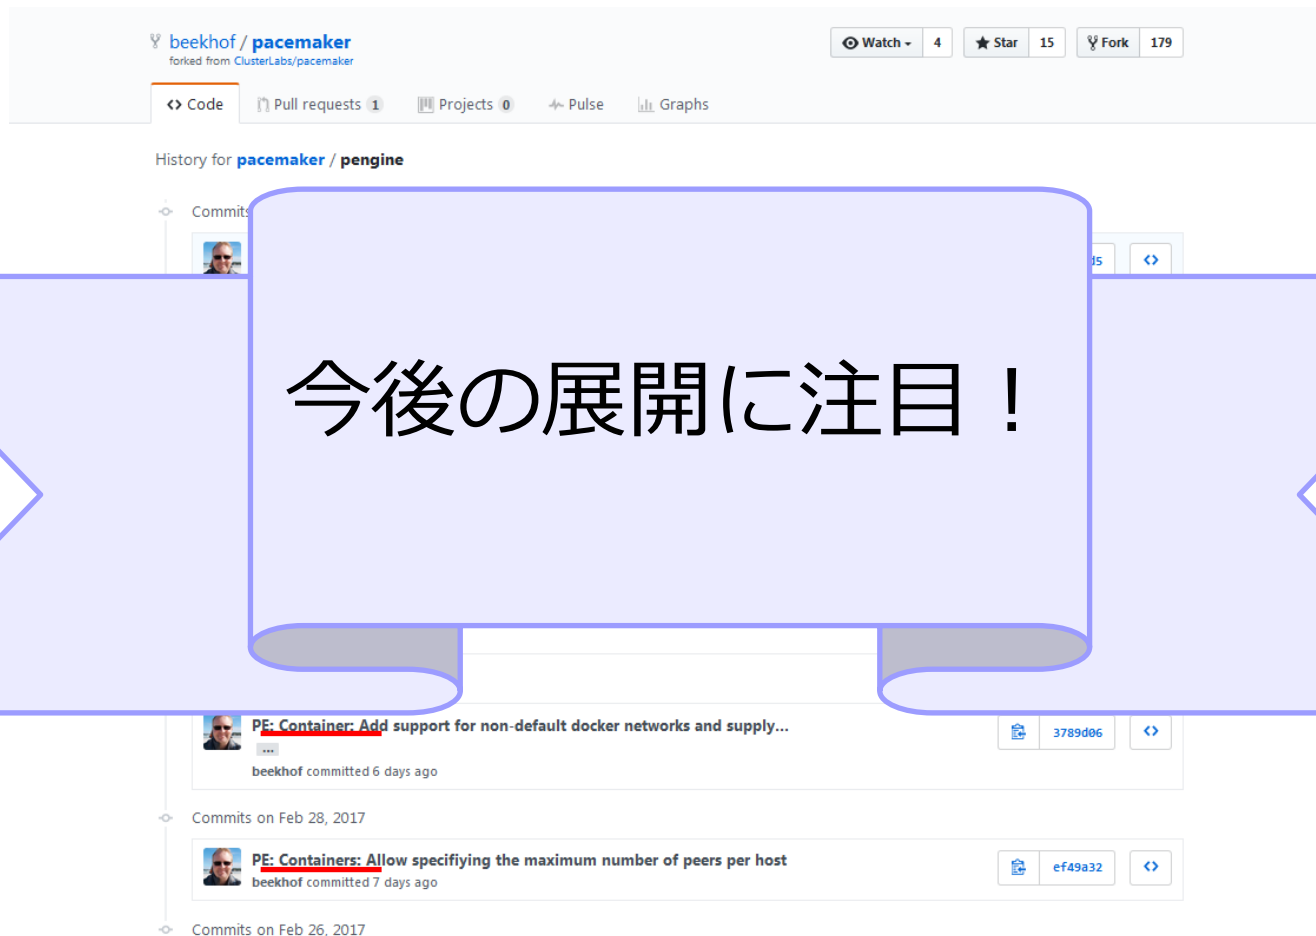 beekhof / pacemaker
forked from ClusterLabs/pacemaker
Watch 4 Star 15 Fork 179
Code Pull requests 1 Projects 0 Pulse Graphs
History for pacemaker / pengine
Commits
今後の展開に注目！
PE: Container: Add support for non-default docker networks and supply...
3789d06
...
beekhof committed 6 days ago
Commits on Feb 28, 2017
PE: Containers: Allow specifiying the maximum number of peers per host
ef49a32
beekhof committed 7 days ago
Commits on Feb 26, 2017